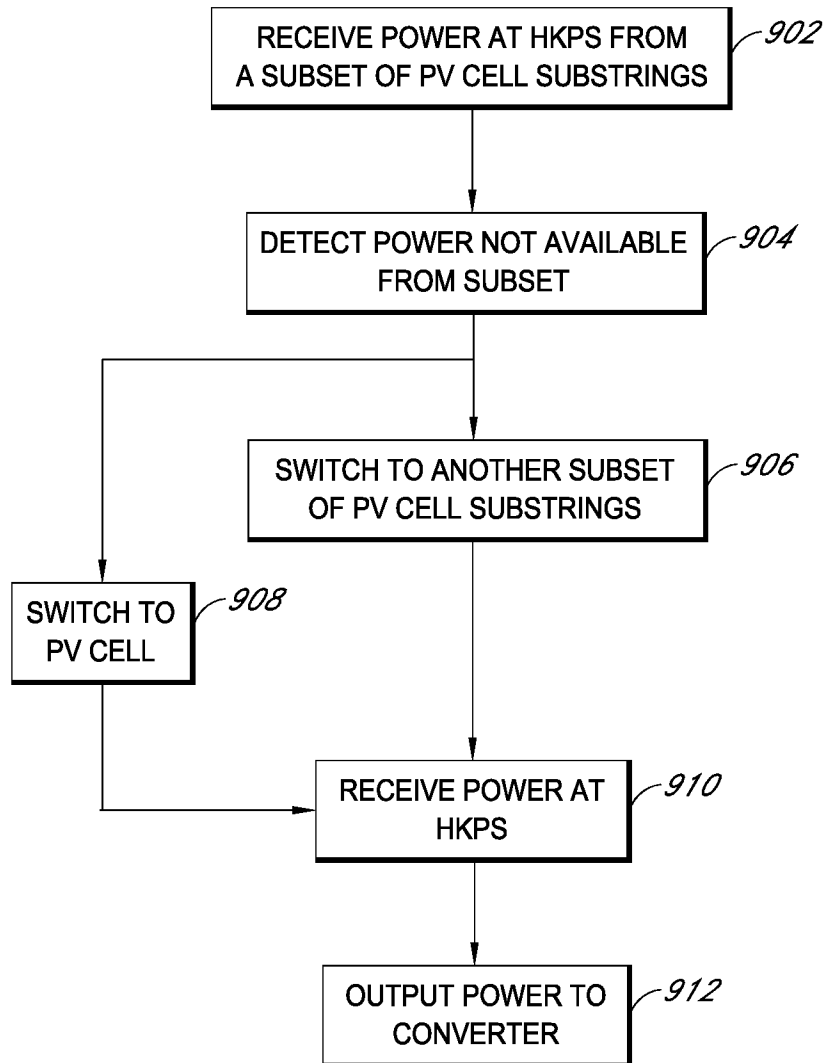 RECEIVE POWER AT HKPS FROM
A SUBSET OF PV CELL SUBSTRINGS
902
DETECT POWER NOT AVAILABLE
FROM SUBSET
904
SWITCH TO ANOTHER SUBSET
OF PV CELL SUBSTRINGS
906
SWITCH TO
PV CELL
908
RECEIVE POWER AT
HKPS
910
OUTPUT POWER TO
CONVERTER
912